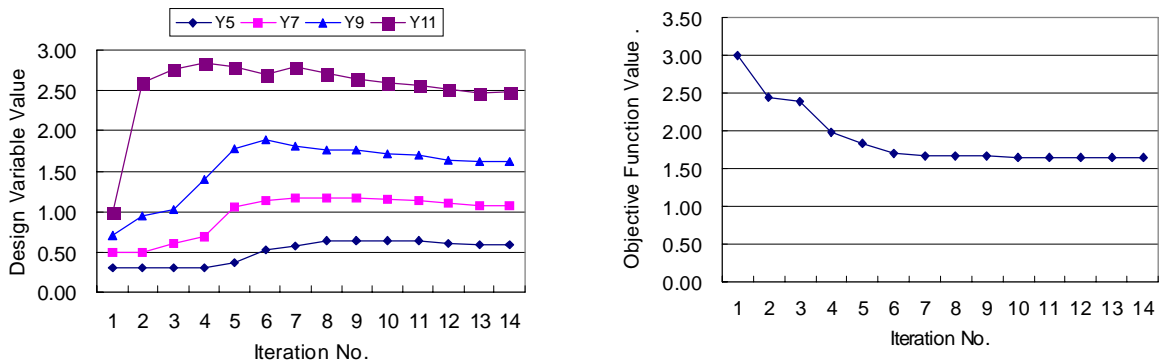 Y5 Y7 Y9 Y11
3.00
2.50
2.00
1.50
1.00
0.50
0.00
Design Variable Value
1 2 3 4 5 6 7 8 9 10 11 12 13 14
Iteration No.
3.50
3.00
2.50
2.00
1.50
1.00
0.50
0.00
Objective Function Value .
1 2 3 4 5 6 7 8 9 10 11 12 13 14
Iteration No.